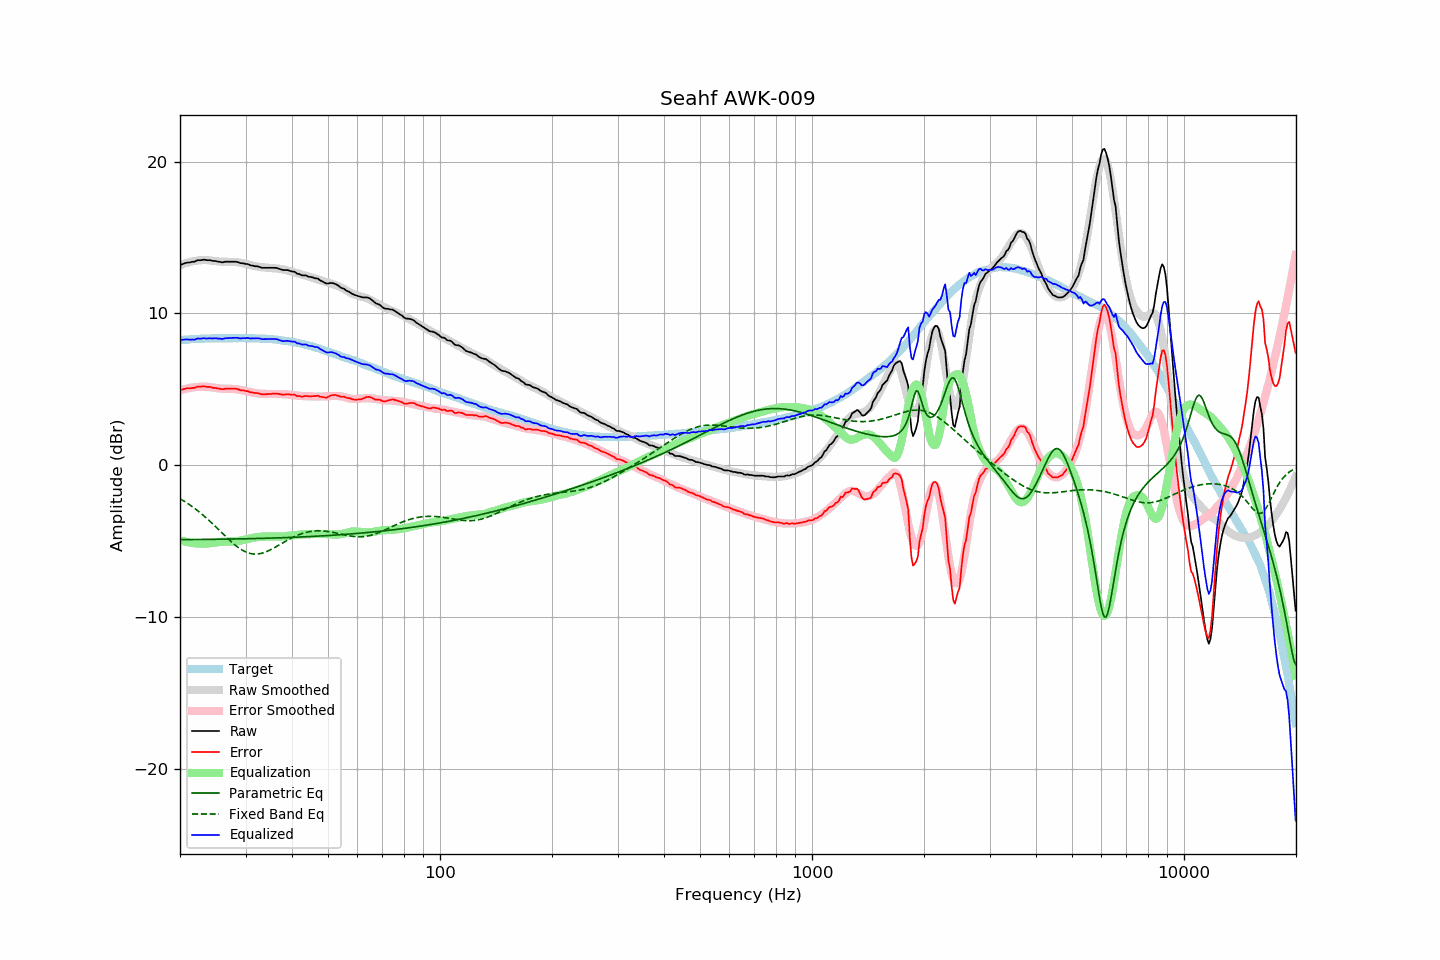 Seahf AWK-009
Amplitude (dBr)
20
10
0
−10
−20
Target
Raw Smoothed
Error Smoothed
Raw
Error
Equalization
Parametric Eq
Fixed Band Eq
Equalized
100
1000
10000
Frequency (Hz)